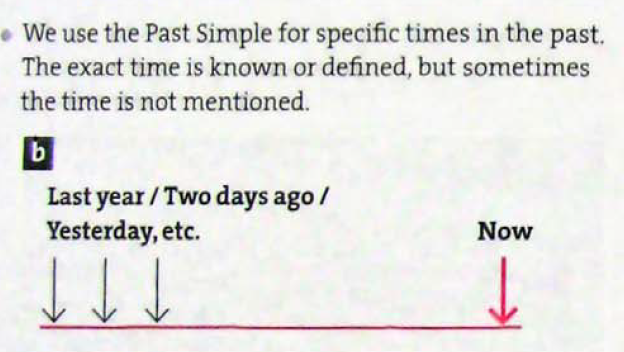 We use the Past Simple for specific times in the past.
The exact time is known or defined, but sometimes
the time is not mentioned.
b
Last year / Two days ago /
Yesterday, etc.
Now